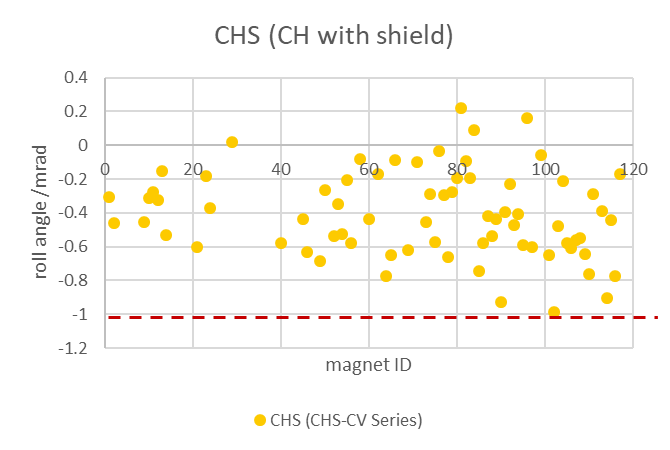 CHS (CH with shield)
0.4
0.2
0
0 20 40 60 80 100 120
-0.2
-0.4
-0.6
-0.8
-1
-1.2
roll angle /mrad
magnet ID
CHS (CHS-CV Series)